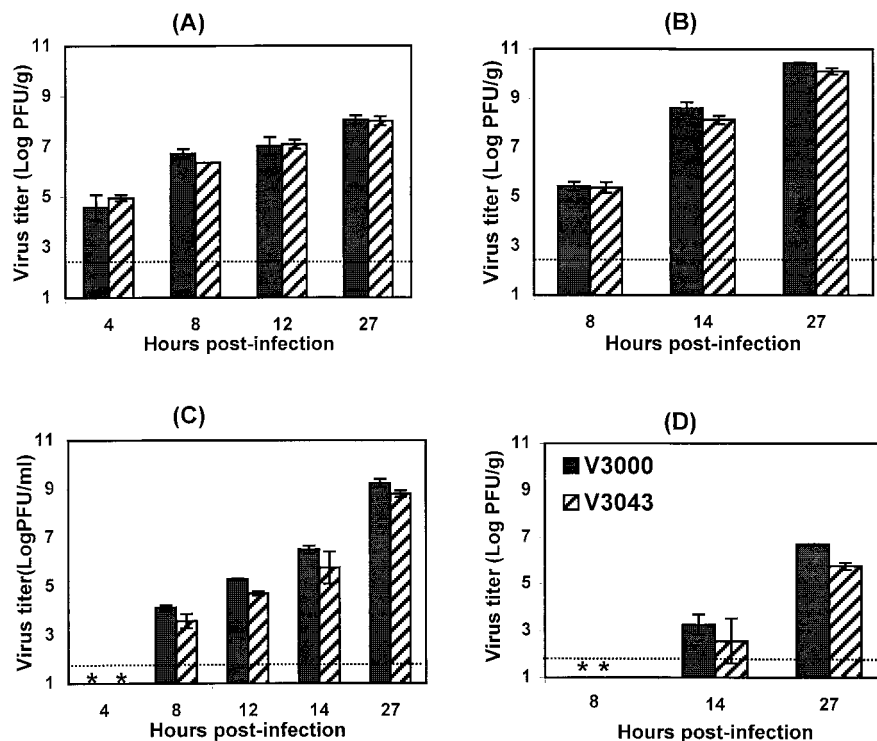 (A)
Virus titer (Log PFU/g)
11
9
7
5
3
1
4 8 12 27
Hours post-infection
(B)
Virus titer (Log PFU/g)
11
9
7
5
3
1
8 14 27
Hours post-infection
(C)
Virus titer(LogPFU/ml)
11
9
7
5
3
1
* *
4 8 12 14 27
Hours post-infection
(D)
Virus titer (Log PFU/g)
11
9
7
5
3
1
V3000
V3043
* *
8 14 27
Hours post-infection